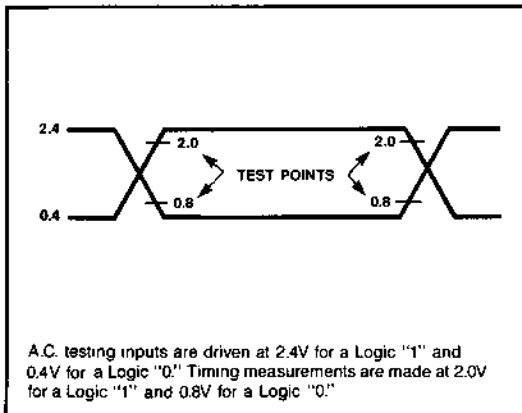 2.4
2.0
2.0
TEST POINTS
0.8
0.8
0.4
A.C. testing inputs are driven at 2.4V for a Logic "1" and
0.4V for a Logic "0." Timing measurements are made at 2.0V
for a Logic "1" and 0.8V for a Logic "0."